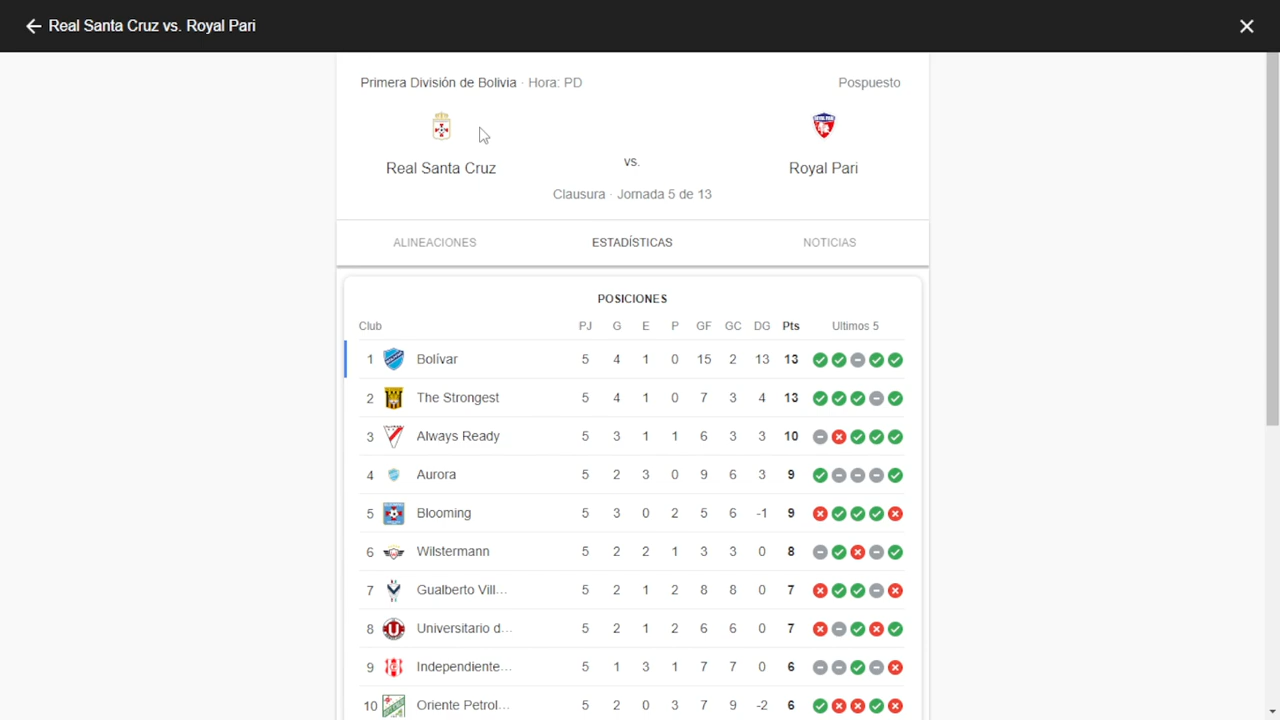 Real Santa Cruz vs. Royal Pari
Primera División de Bolivia · Hora: PD Pospuesto
vs.
Real Santa Cruz Royal Pari
Clausura · Jornada 5 de 13
ALINEACIONES ESTADÍSTICAS NOTICIAS
POSICIONES
Club PJ G E P GF GC DG Pts Ultimos 5
1 Bolívar 5 4 1 0 15 2 13 13
2 The Strongest 5 4 1 0 7 3 4 13
3 Always Ready 5 3 1 1 6 3 3 10
4 Aurora 5 2 3 0 9 6 3 9
5 Blooming 5 3 0 2 5 6 -1 9
6 Wilstermann 5 2 2 1 3 3 0 8
7 Gualberto Vill... 5 2 1 2 8 8 0 7
8 Universitario d... 5 2 1 2 6 6 0 7
9 Independiente... 5 1 3 1 7 7 0 6
10 Oriente Petrol... 5 2 0 3 7 9 -2 6